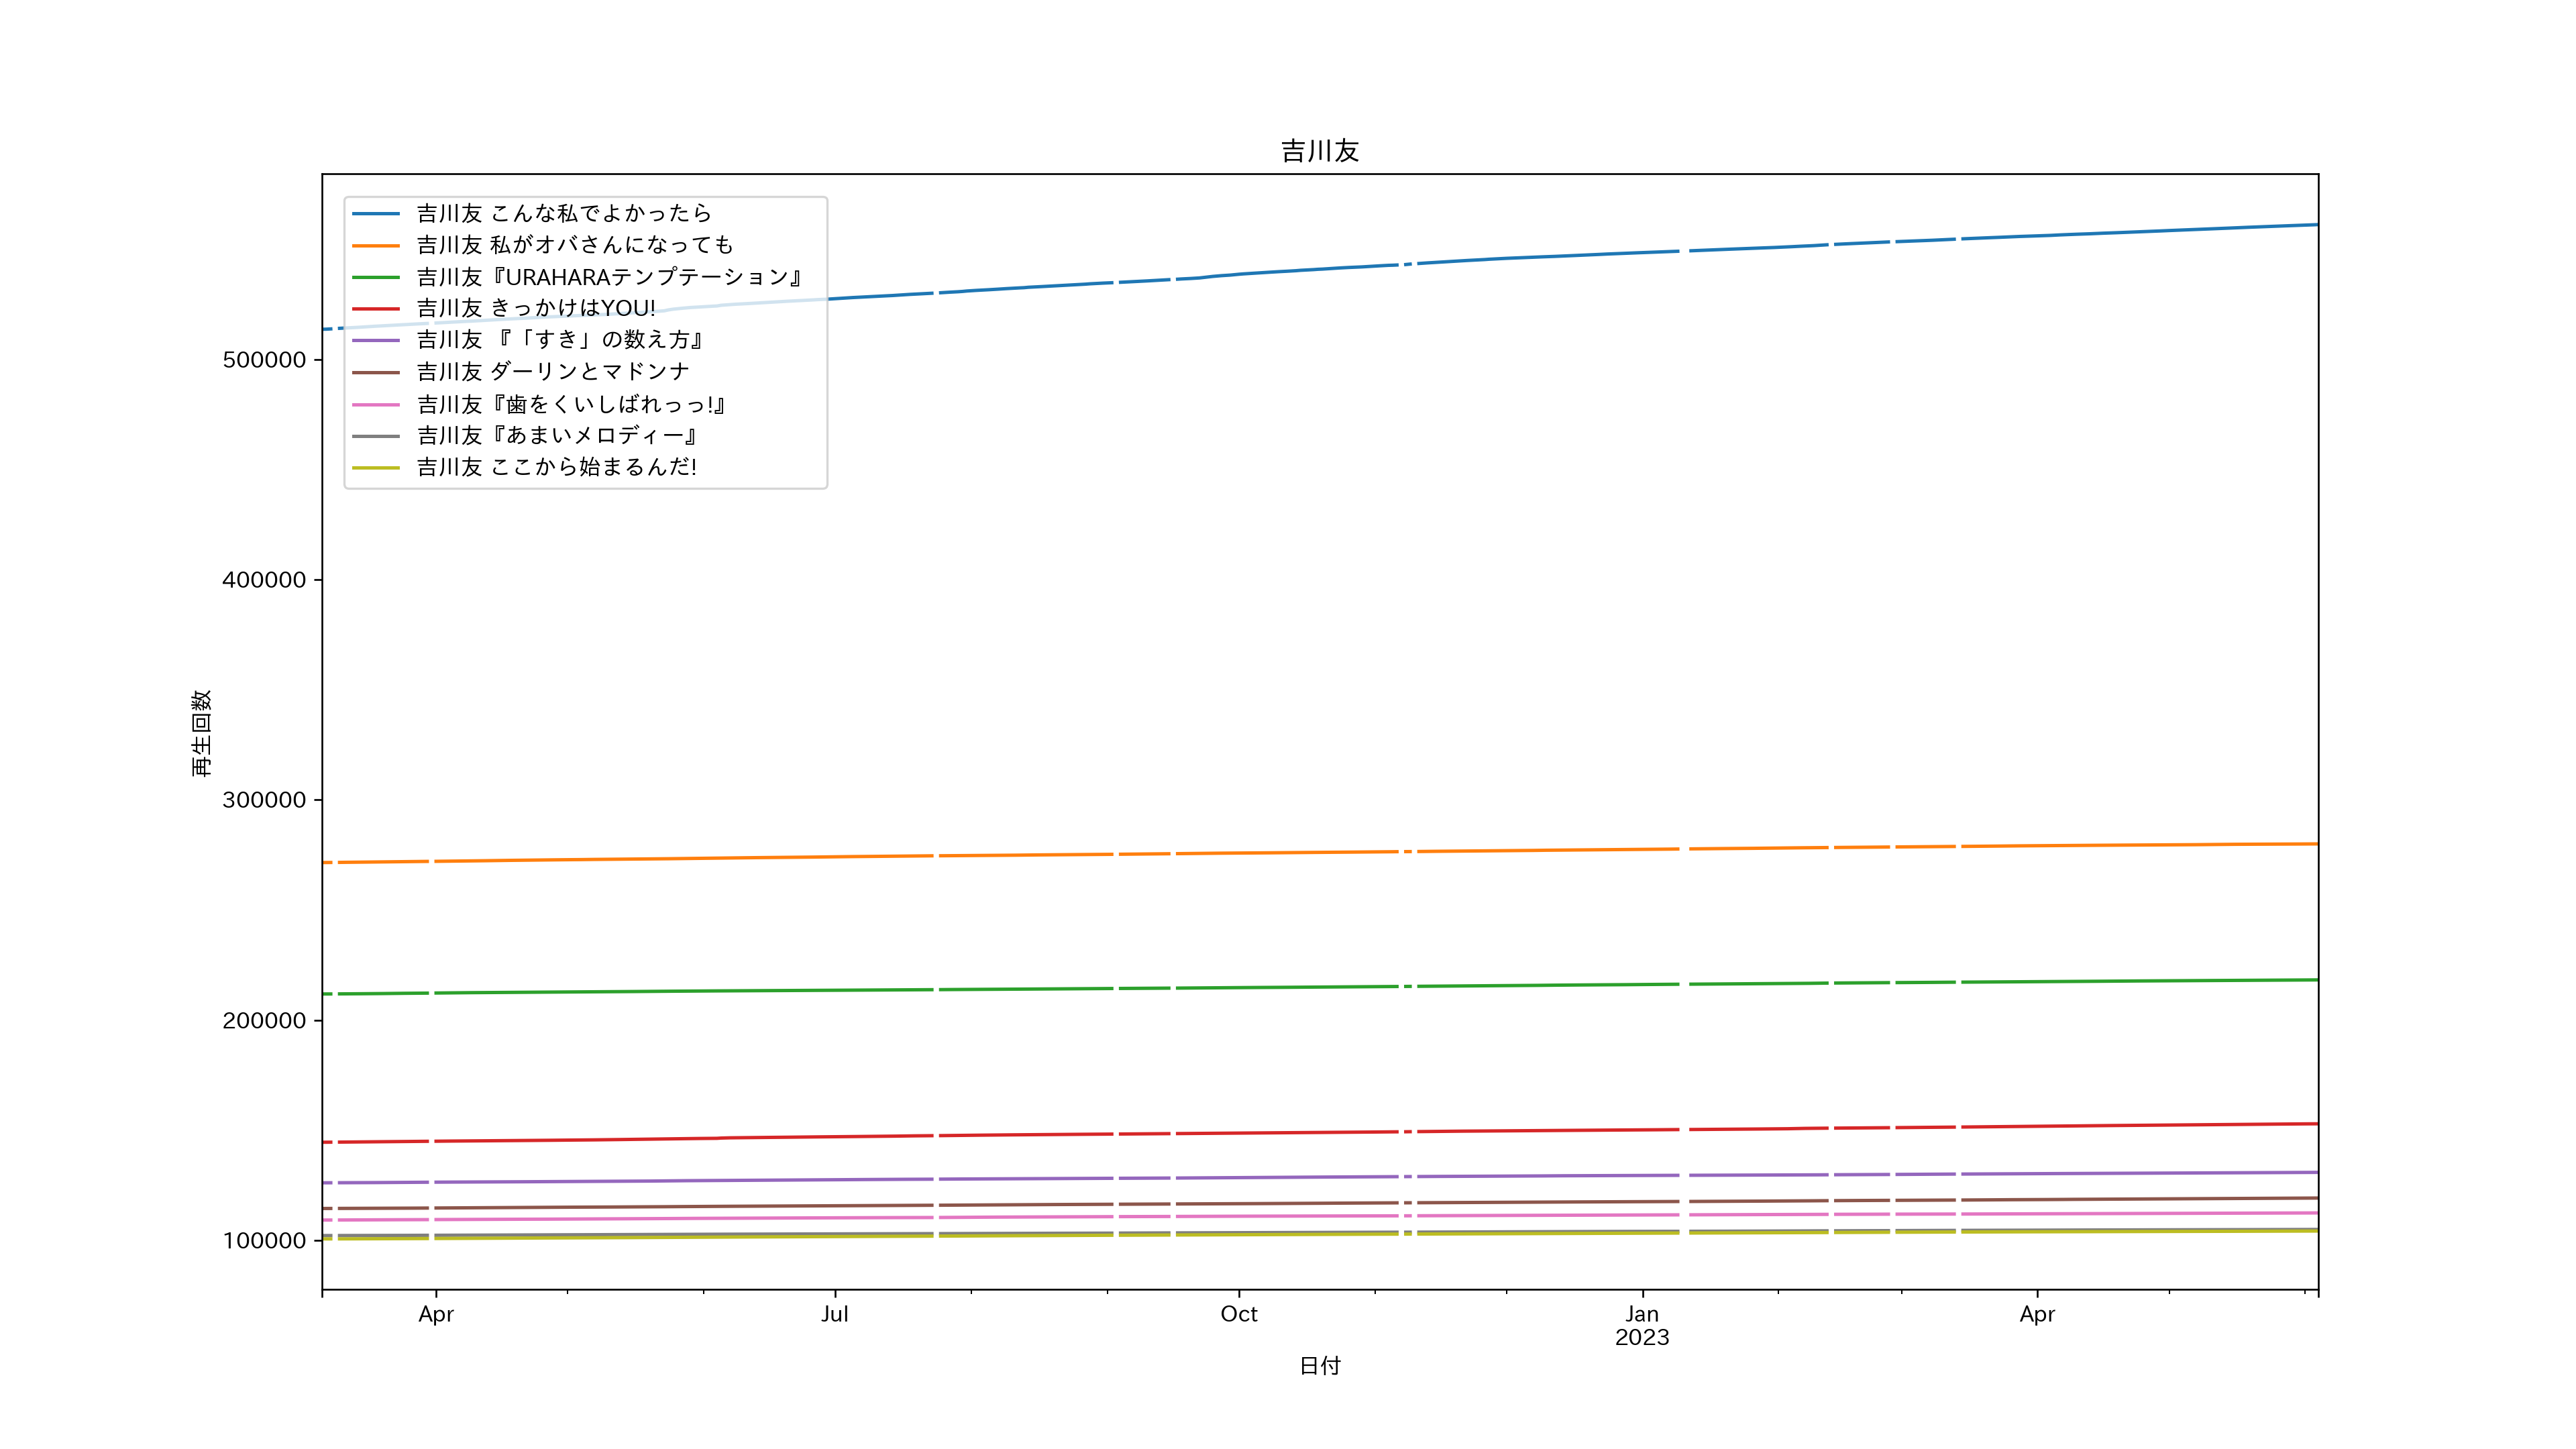 吉川友
吉川友 こんな私でよかったら
吉川友 私がオバさんになっても
吉川友『URAHARAテンプテーション』
吉川友 きっかけはYOU!
吉川友 『「すき」の数え方』
吉川友 ダーリンとマドンナ
吉川友『歯をくいしばれっっ!』
吉川友『あまいメロディー』
吉川友 ここから始まるんだ!
500000
400000
300000
200000
100000
再生回数
Apr
Jul
Oct
Jan
2023
Apr
日付